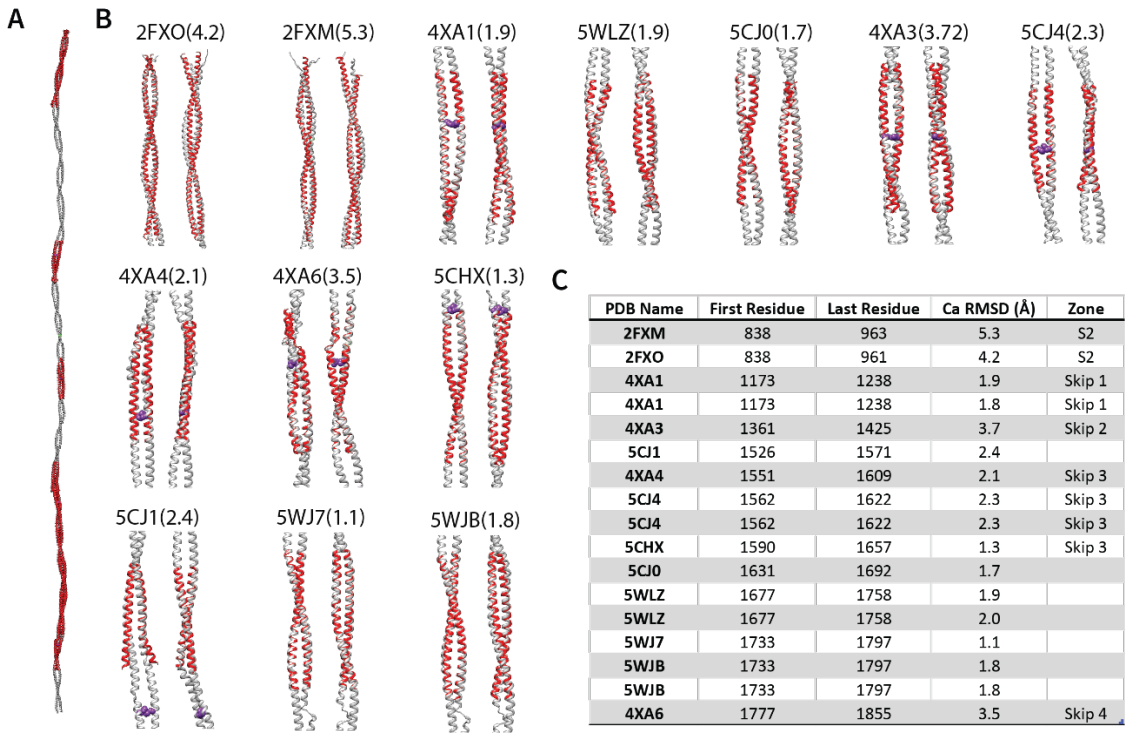 A
B
2FXO(4.2)
2FXM(5.3)
4XA1(1.9)
5WLZ(1.9)
5CJ0(1.7)
4XA3(3.72)
5CJ4(2.3)
4XA4(2.1)
4XA6(3.5)
5CHX(1.3)
5CJ1(2.4)
5WJ7(1.1)
5WJB(1.8)
C
PDB Name First Residue Last Residue Ca RMSD (Å) Zone
2FXM 838 963 5.3 S2
2FXO 838 961 4.2 S2
4XA1 1173 1238 1.9 Skip 1
4XA1 1173 1238 1.8 Skip 1
4XA3 1361 1425 3.7 Skip 2
5CJ1 1526 1571 2.4
4XA4 1551 1609 2.1 Skip 3
5CJ4 1562 1622 2.3 Skip 3
5CJ4 1562 1622 2.3 Skip 3
5CHX 1590 1657 1.3 Skip 3
5CJ0 1631 1692 1.7
5WLZ 1677 1758 1.9
5WLZ 1677 1758 2.0
5WJ7 1733 1797 1.1
5WJB 1733 1797 1.8
5WJB 1733 1797 1.8
4XA6 1777 1855 3.5 Skip 4